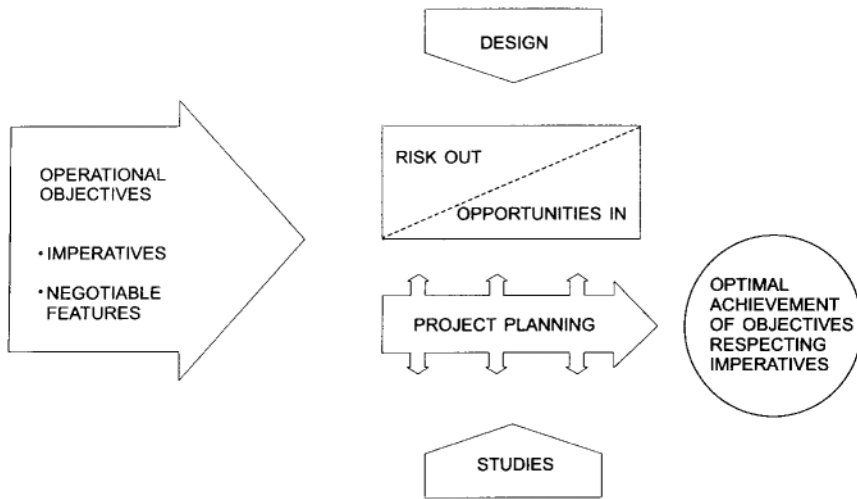 DESIGN
RISK OUT
OPPORTUNITIES IN
OPERATIONAL
OBJECTIVES
• IMPERATIVES
• NEGOTIABLE
FEATURES
PROJECT PLANNING
OPTIMAL
ACHIEVEMENT
OF OBJECTIVES
RESPECTING
IMPERATIVES
STUDIES